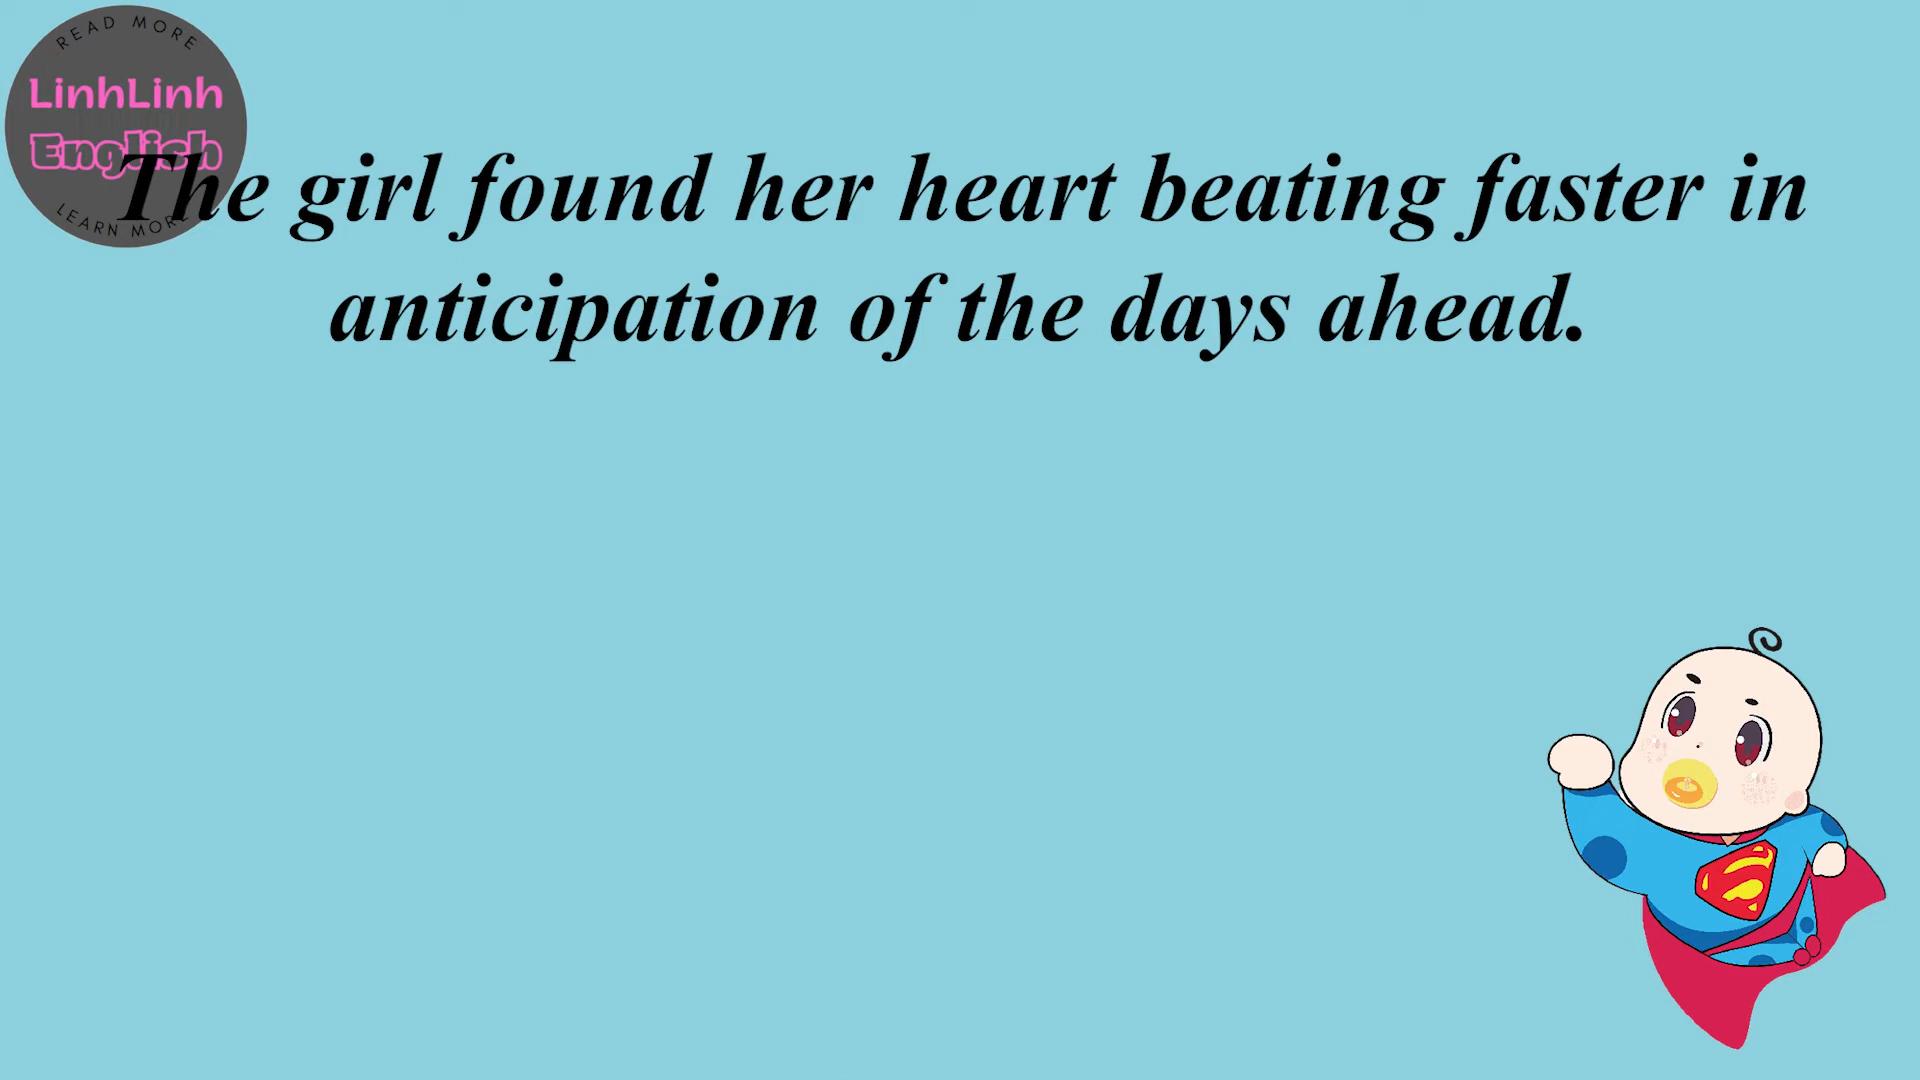 READ MORE
LinhLinh
English
LEARN MORE
The girl found her heart beating faster in
anticipation of the days ahead.